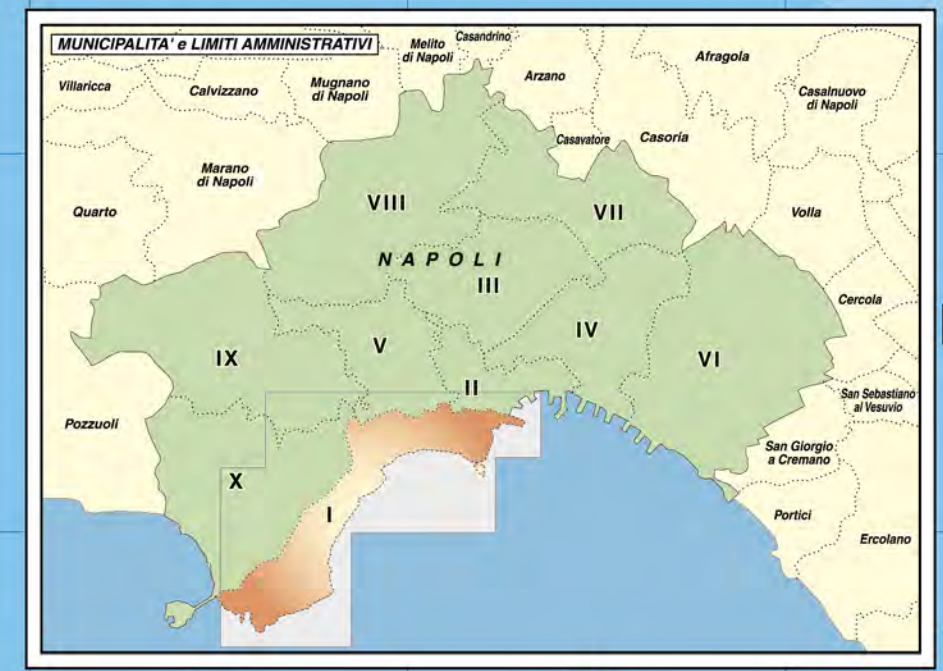 MUNICIPALITA' e LIMITI AMMINISTRATIVI
Melito
di Napoli
Casandrino
Afragola
Villaricca
Calvizzano
Mugnano
di Napoli
Arzano
Casalnuovo
di Napoli
Casavatore
Casoria
Marano
di Napoli
Quarto
VIII
VII
Volla
NAPOLI
III
Cercola
IX
V
IV
VI
II
San Sebastiano
al Vesuvio
Pozzuoli
San Giorgio
a Cremano
X
I
Portici
Ercolano